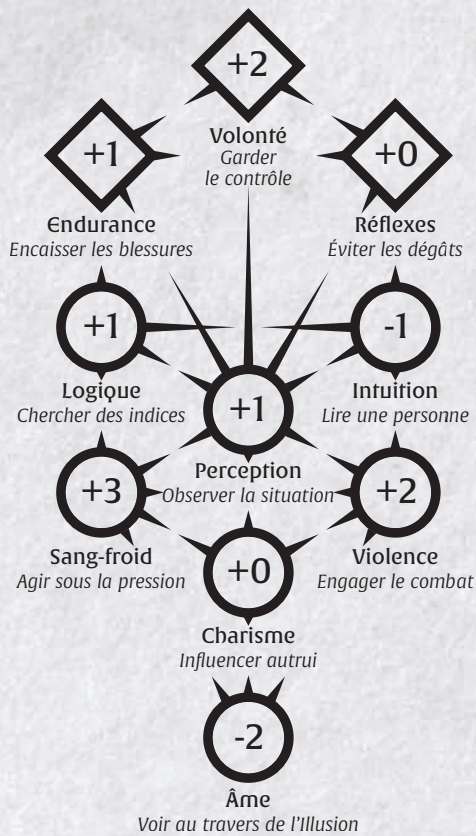 +2
Volonté
Garder
le contrôle
+1
Endurance
Encaisser les blessures
+0
Réflexes
Éviter les dégâts
+1
Logique
Chercher des indices
-1
Intuition
Lire une personne
+1
Perception
Observer la situation
+3
Sang-froid
Agir sous la pression
+2
Violence
Engager le combat
+0
Charisme
Influencer autrui
-2
Âme
Voir au travers de l'Illusion